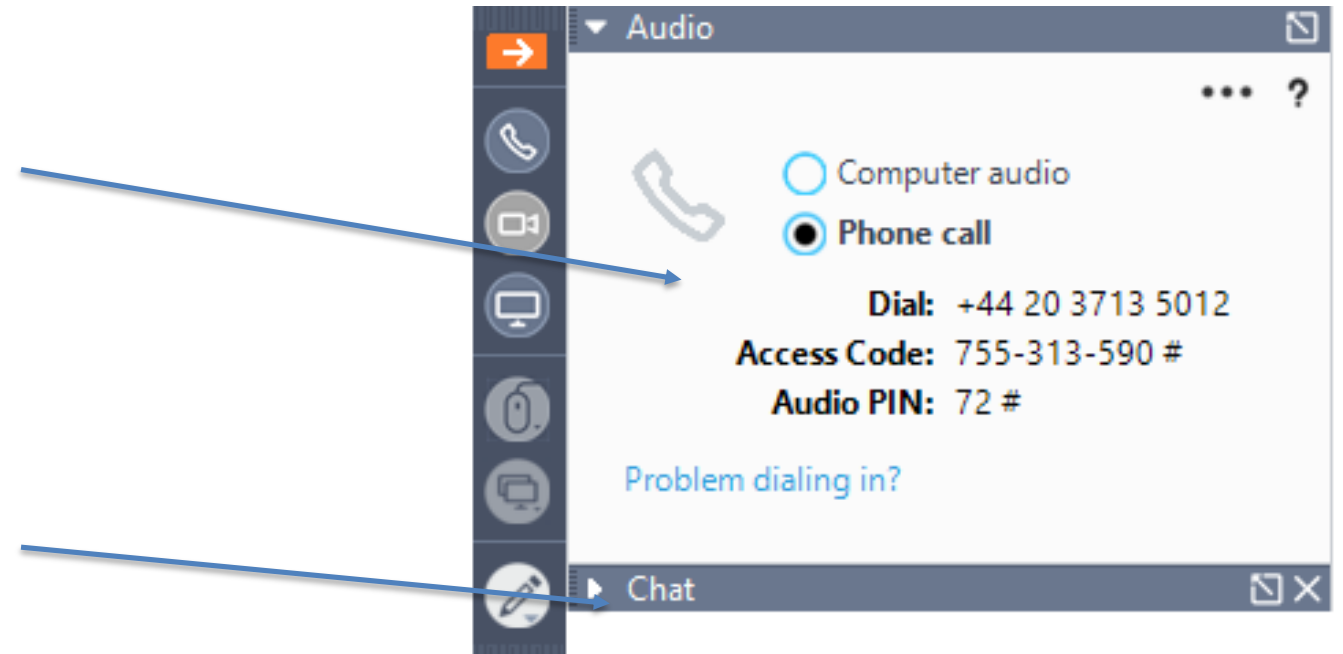 Audio
... ?
Computer audio
Phone call
Dial: +44 20 3713 5012
Access Code: 755-313-590 #
Audio PIN: 72 #
Problem dialing in?
Chat